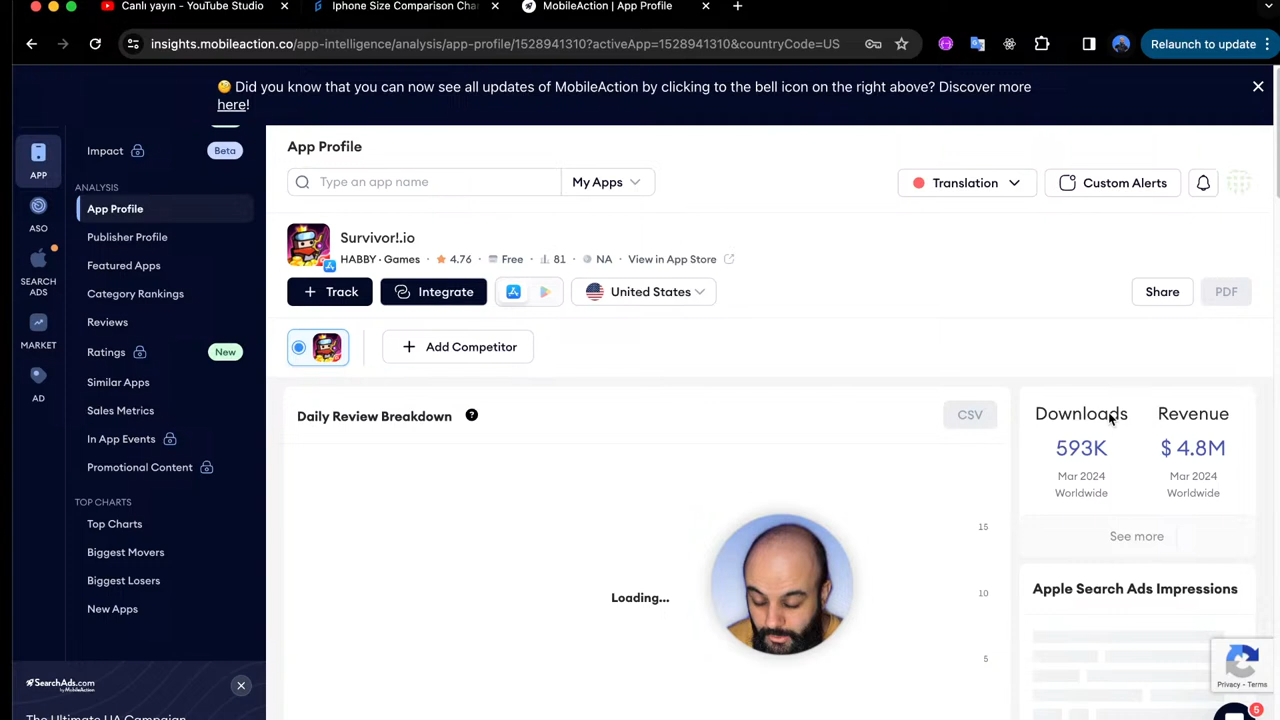 Canlı yayın - YouTube Studio
Iphone Size Comparison Cha
MobileAction | App Profile
insights.mobileaction.co/app-intelligence/analysis/app-profile/1528941310?activeApp=1528941310&countryCode=US
Relaunch to update
Did you know that you can now see all updates of MobileAction by clicking to the bell icon on the right above? Discover more
here!
APP
ASO
SEARCH
ADS
MARKET
AD
Impact
Beta
ANALYSIS
App Profile
Publisher Profile
Featured Apps
Category Rankings
Reviews
Ratings
New
Similar Apps
Sales Metrics
In App Events
Promotional Content
TOP CHARTS
Top Charts
Biggest Movers
Biggest Losers
New Apps
SearchAds.com
by MobileAction
The Ultimate UA Campaign
App Profile
Type an app name
My Apps
Translation
Custom Alerts
Survivor!.io
HABBY · Games · 4.76 · Free · 81 · NA · View in App Store
+ Track
Integrate
United States
Share
PDF
+ Add Competitor
Daily Review Breakdown ?
CSV
15
10
5
Loading...
Downloads
Revenue
593K
$ 4.8M
Mar 2024
Mar 2024
Worldwide
Worldwide
See more
Apple Search Ads Impressions
Privacy - Terms
5